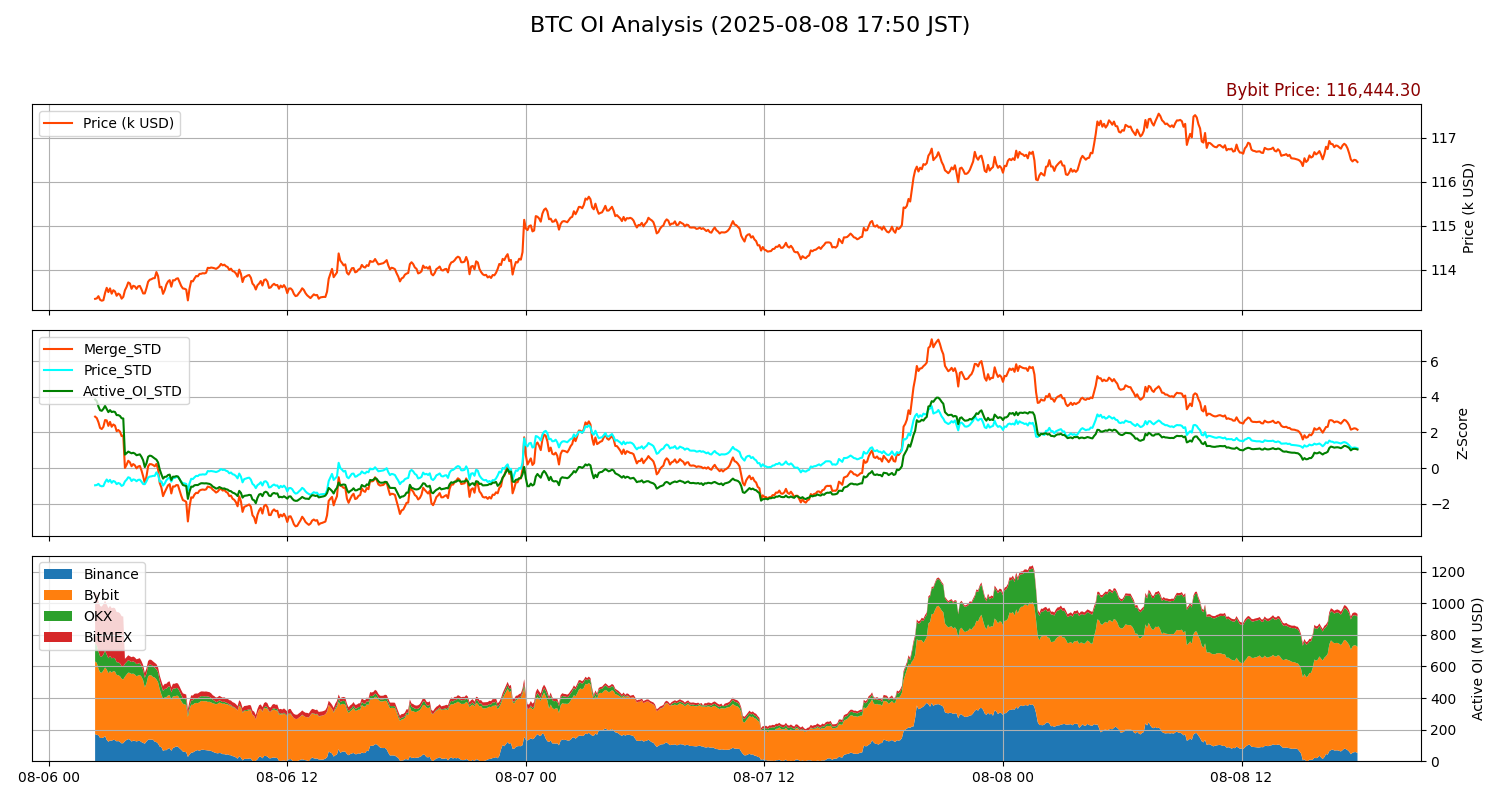 BTC OI Analysis (2025-08-08 17:50 JST)
Bybit Price: 116,444.30
Price (k USD)
117
116
115
114
Price (k USD)
Merge_STD
Price_STD
Active_OI_STD
6
4
2
0
−2
Z-Score
Binance
Bybit
OKX
BitMEX
1200
1000
800
600
400
200
0
Active OI (M USD)
08-06 00
08-06 12
08-07 00
08-07 12
08-08 00
08-08 12